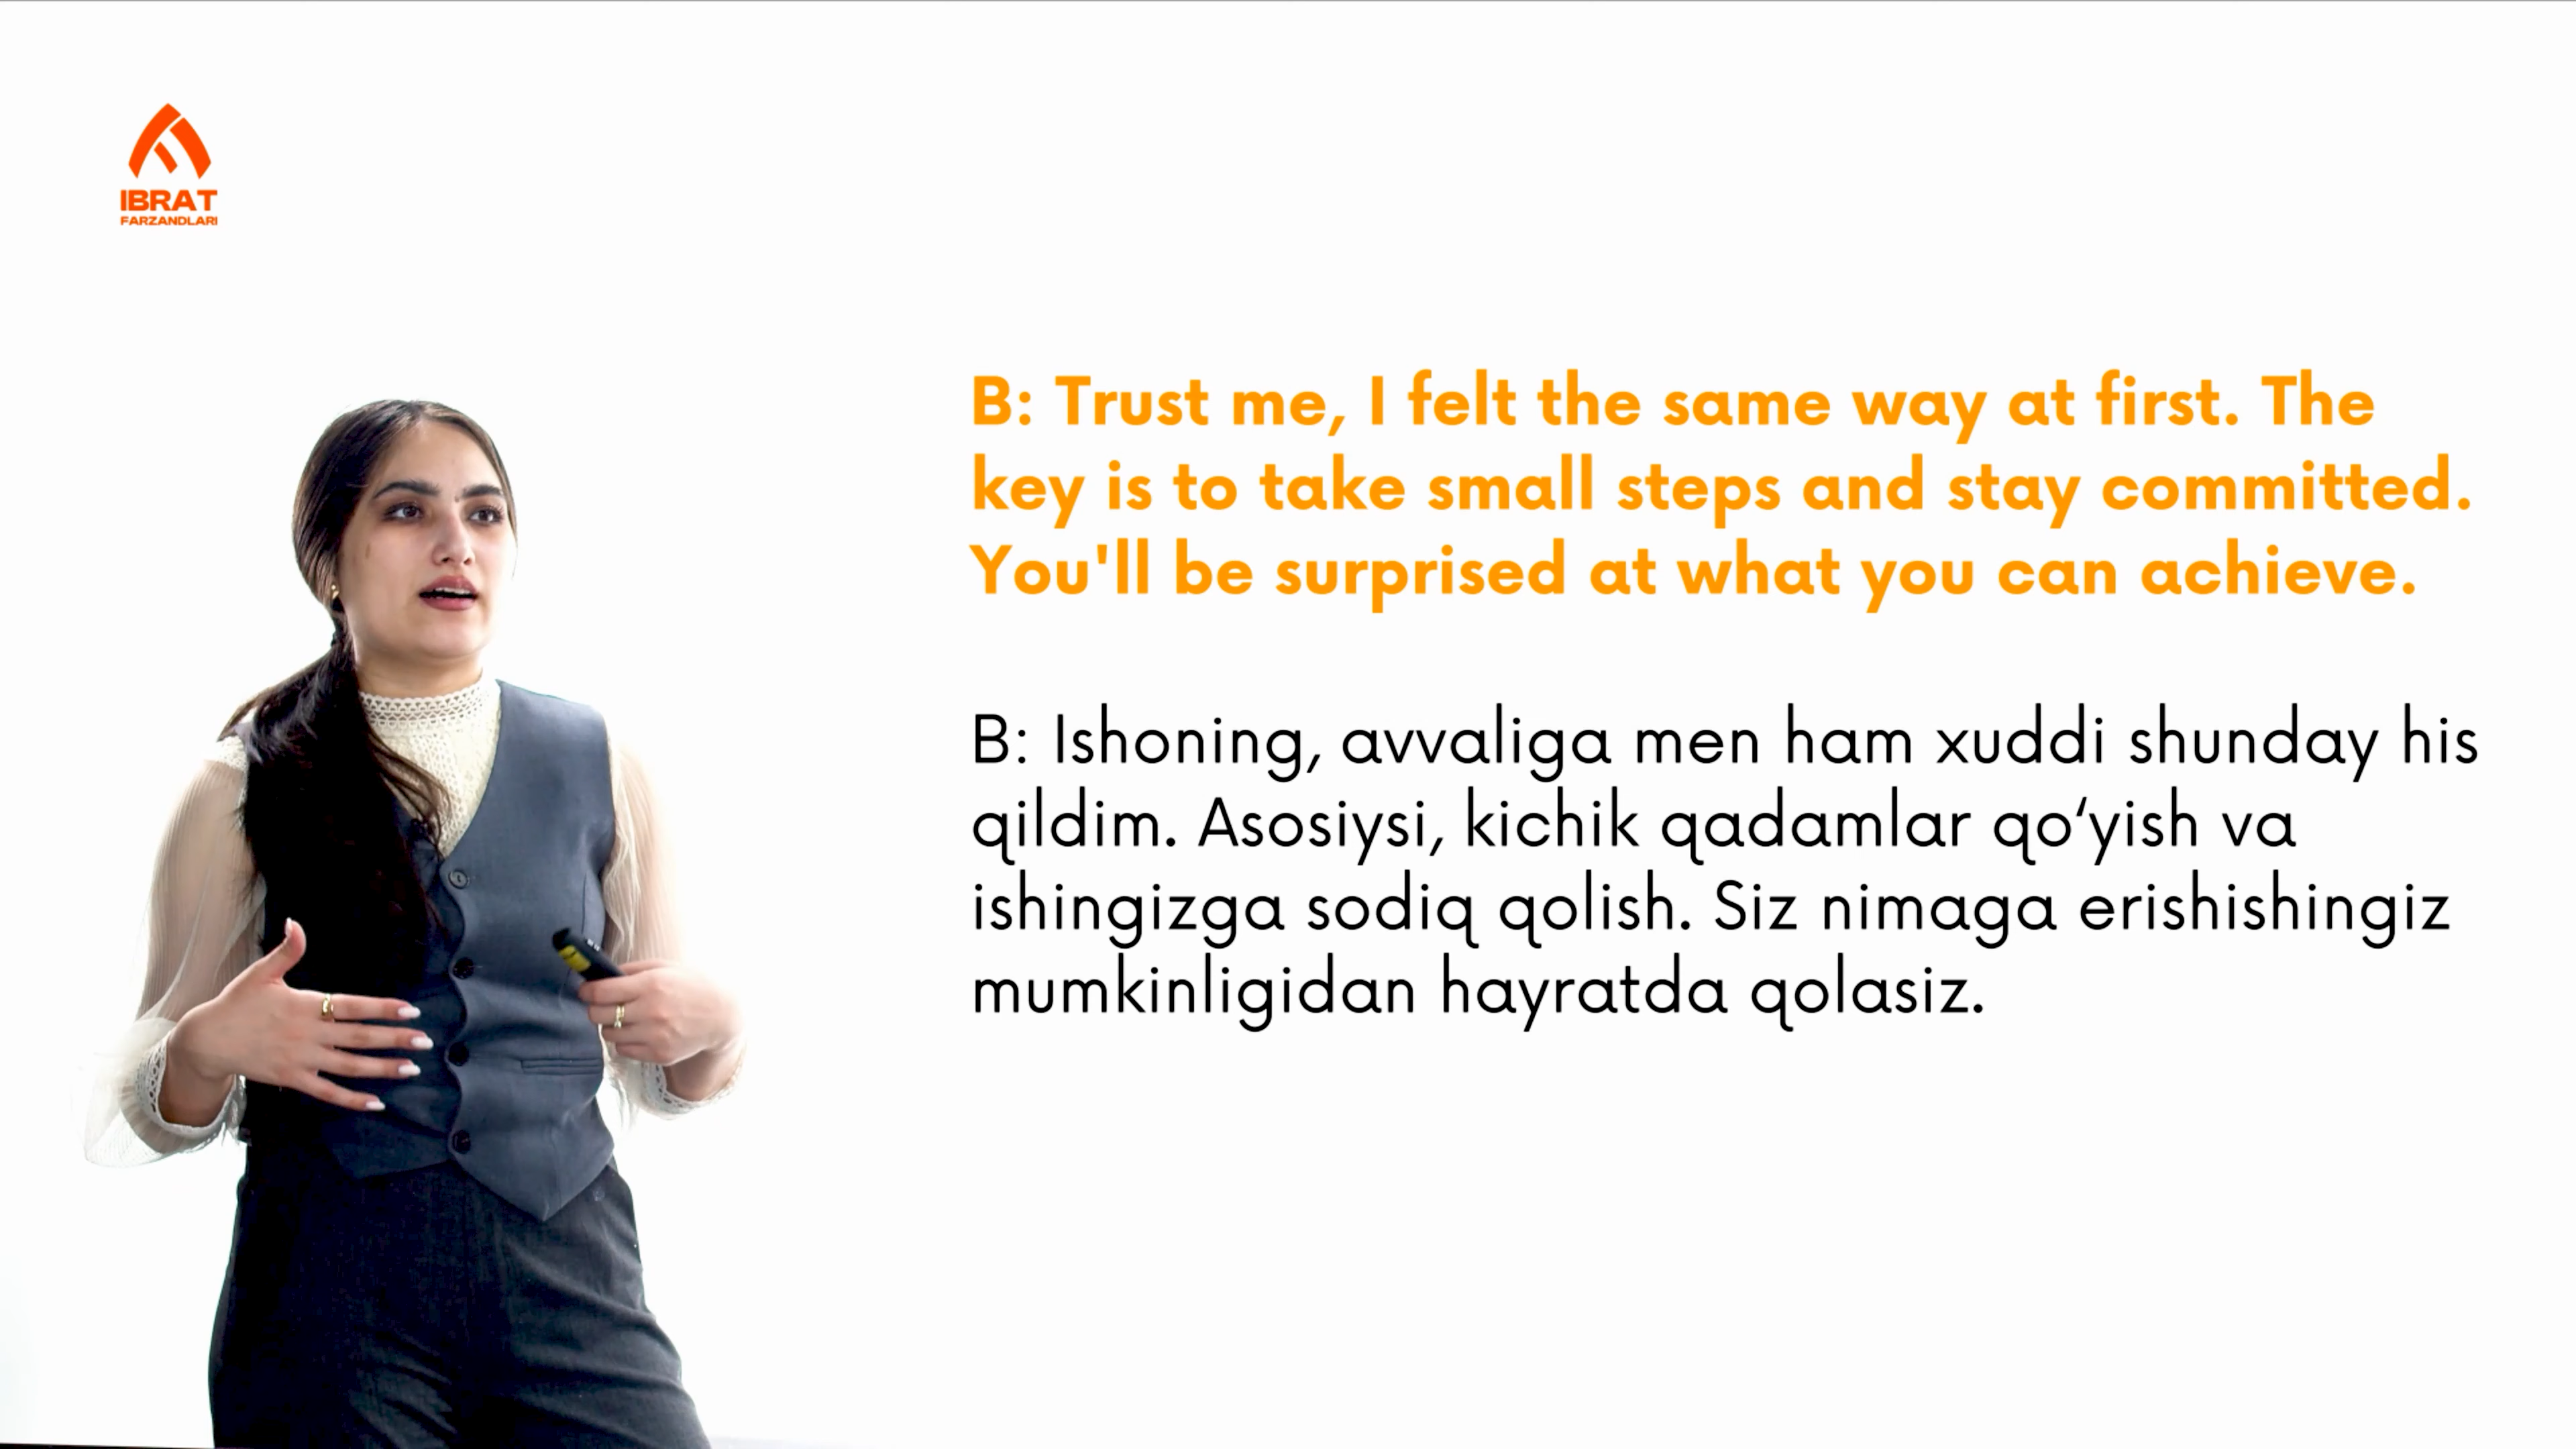 IBRAT
FARZANDLARI
B: Trust me, I felt the same way at first. The
key is to take small steps and stay committed.
You'll be surprised at what you can achieve.
B: Ishoning, avvaliga men ham xuddi shunday his
qildim. Asosiysi, kichik qadamlar qo‘yish va
ishingizga sodiq qolish. Siz nimaga erishishingiz
mumkinligidan hayratda qolasiz.